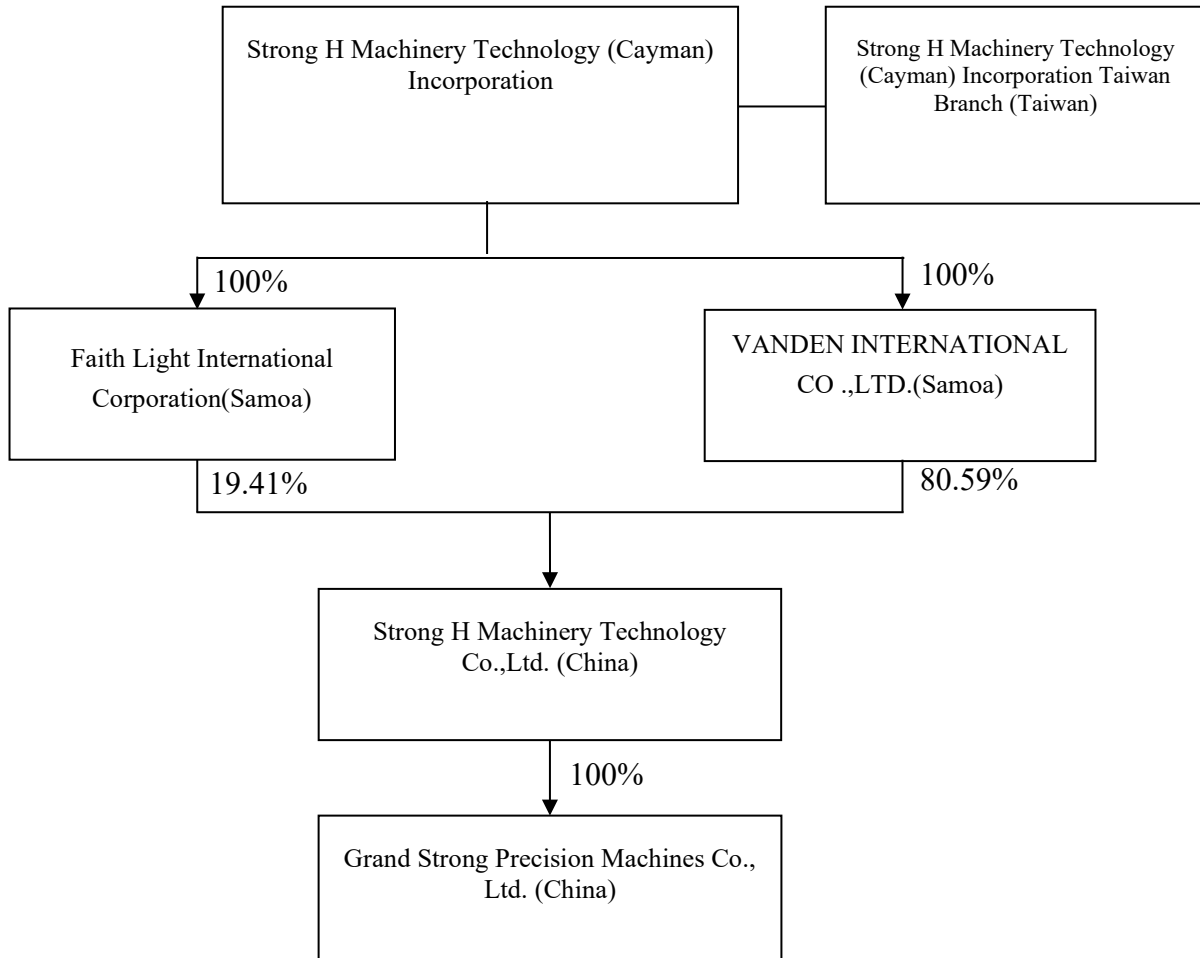 Strong H Machinery Technology (Cayman)
Incorporation
Strong H Machinery Technology
(Cayman) Incorporation Taiwan
Branch (Taiwan)
100%
100%
Faith Light International
Corporation(Samoa)
VANDEN INTERNATIONAL
CO .,LTD.(Samoa)
19.41%
80.59%
Strong H Machinery Technology
Co.,Ltd. (China)
100%
Grand Strong Precision Machines Co.,
Ltd. (China)